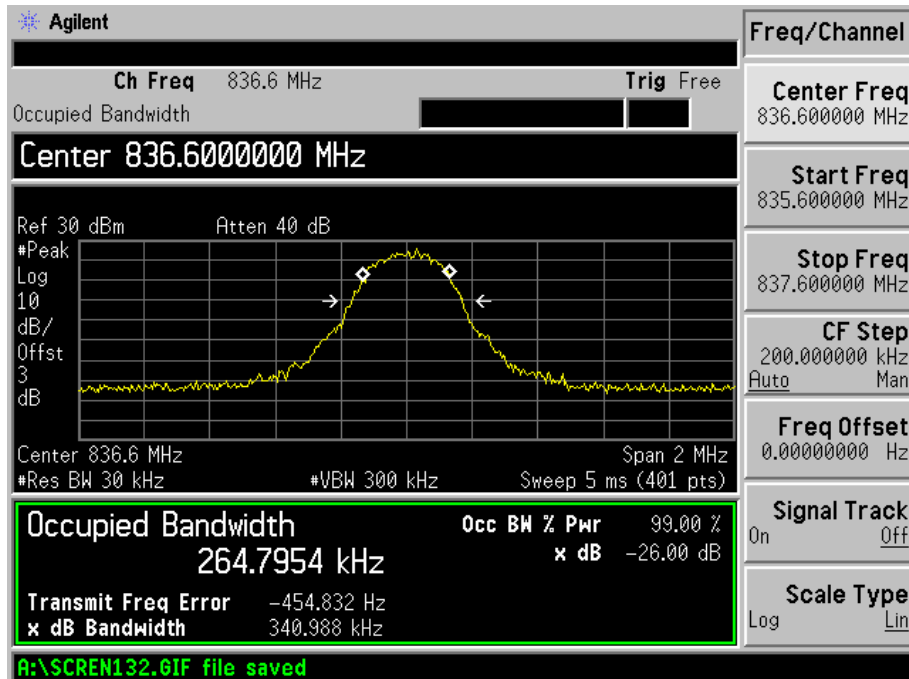 Agilent
Freq/Channel
Ch Freq 836.6 MHz Trig Free
Occupied Bandwidth
Center 836.6000000 MHz
Ref 30 dBm Atten 40 dB
#Peak
Log
10
dB/
Offst
3
dB
Center 836.6 MHz Span 2 MHz
#Res BW 30 kHz #VBW 300 kHz Sweep 5 ms (401 pts)
Occupied Bandwidth
264.7954 kHz
Occ BW % Pwr 99.00 %
x dB -26.00 dB
Transmit Freq Error -454.832 Hz
x dB Bandwidth 340.988 kHz
A:\SCREN132.GIF file saved
Center Freq
836.600000 MHz
Start Freq
835.600000 MHz
Stop Freq
837.600000 MHz
CF Step
200.000000 kHz
Auto Man
Freq Offset
0.00000000 Hz
Signal Track
On Off
Scale Type
Log Lin